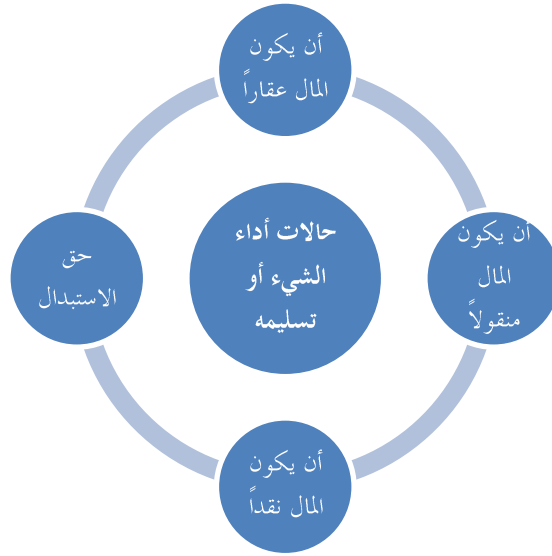 أن يكون
المال عقاراً
حالات أداء
الشيء أو
تسليمه
أن يكون
المال
منقولاً
أن يكون
المال نقداً
حق
الاستبدال